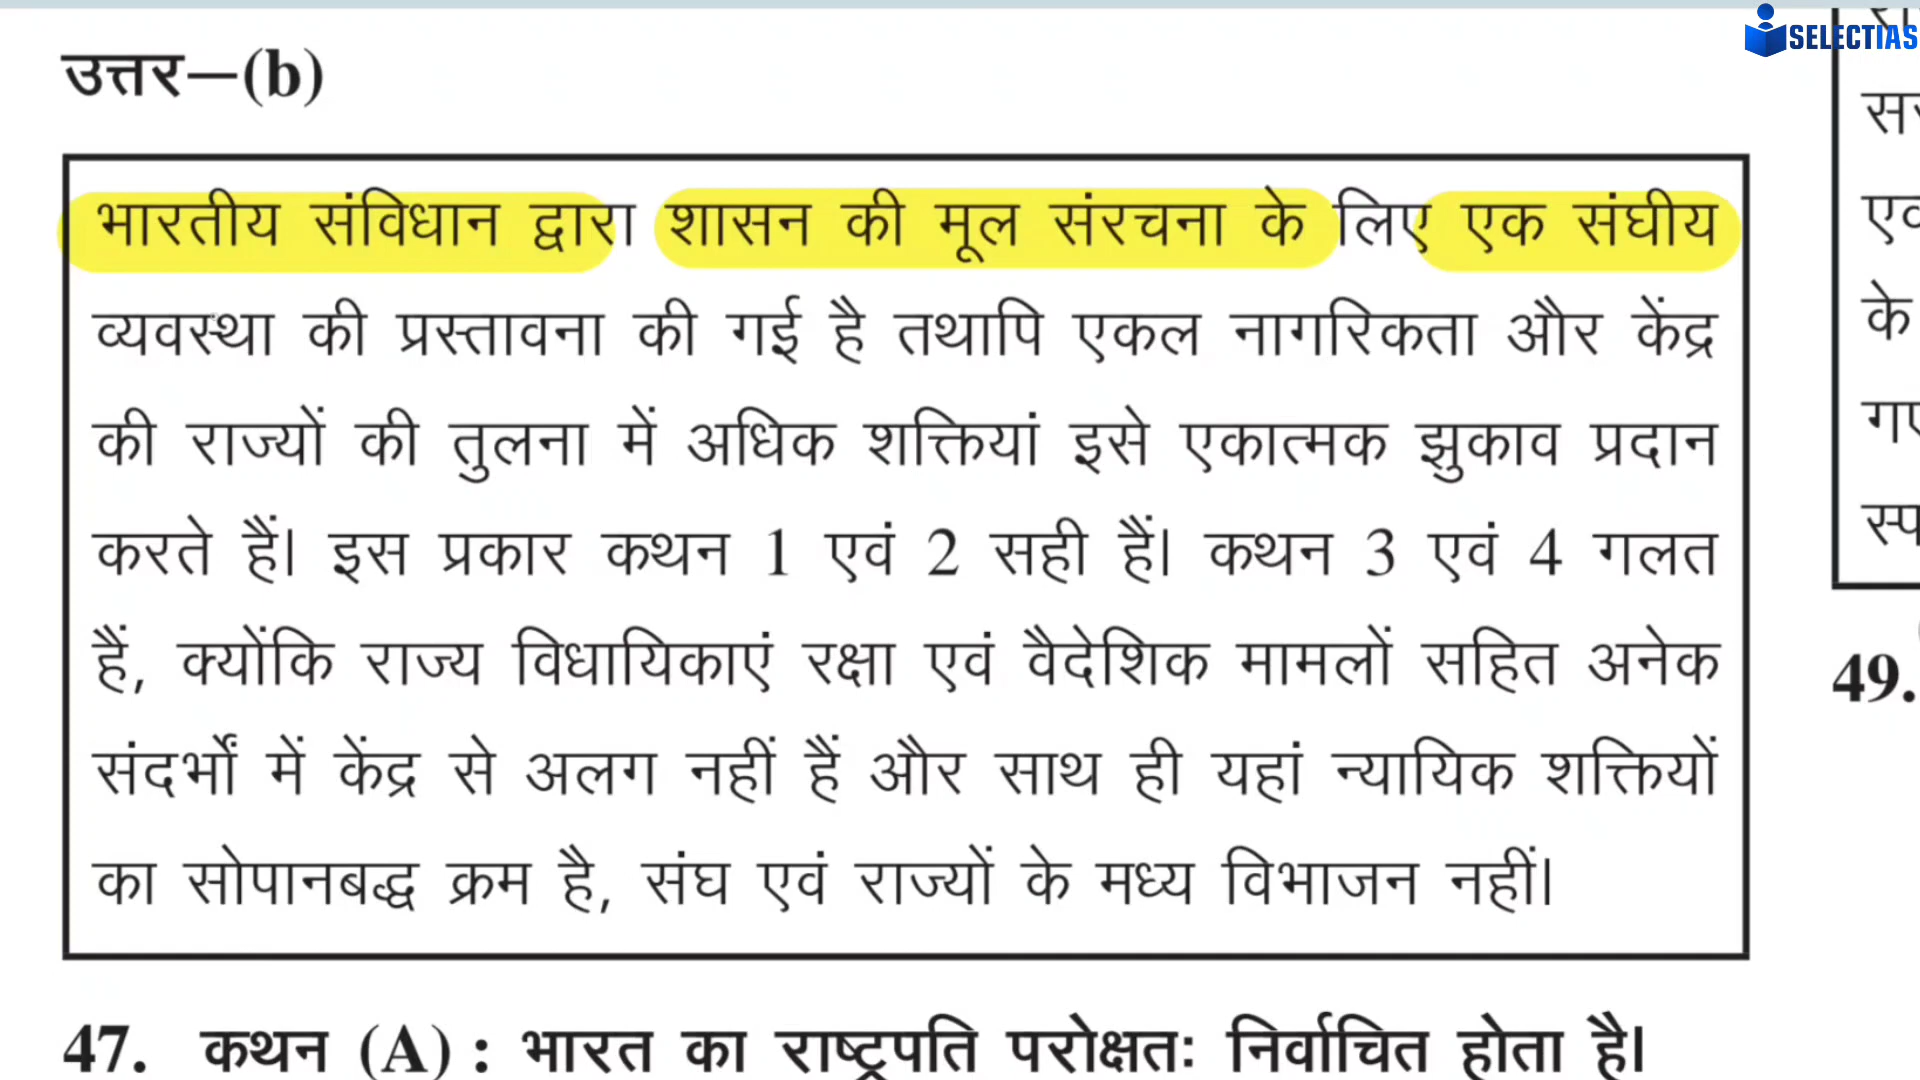 SELECTIAS
उत्तर—(b)
भारतीय संविधान द्वारा शासन की मूल संरचना के लिए एक संघीय
व्यवस्था की प्रस्तावना की गई है तथापि एकल नागरिकता और केंद्र
की राज्यों की तुलना में अधिक शक्तियां इसे एकात्मक झुकाव प्रदान
करते हैं। इस प्रकार कथन 1 एवं 2 सही हैं। कथन 3 एवं 4 गलत
हैं, क्योंकि राज्य विधायिकाएं रक्षा एवं वैदेशिक मामलों सहित अनेक
संदर्भों में केंद्र से अलग नहीं हैं और साथ ही यहां न्यायिक शक्तियों
का सोपानबद्ध क्रम है, संघ एवं राज्यों के मध्य विभाजन नहीं।
47. कथन (A) : भारत का राष्ट्रपति परोक्षतः निर्वाचित होता है।
के
49.